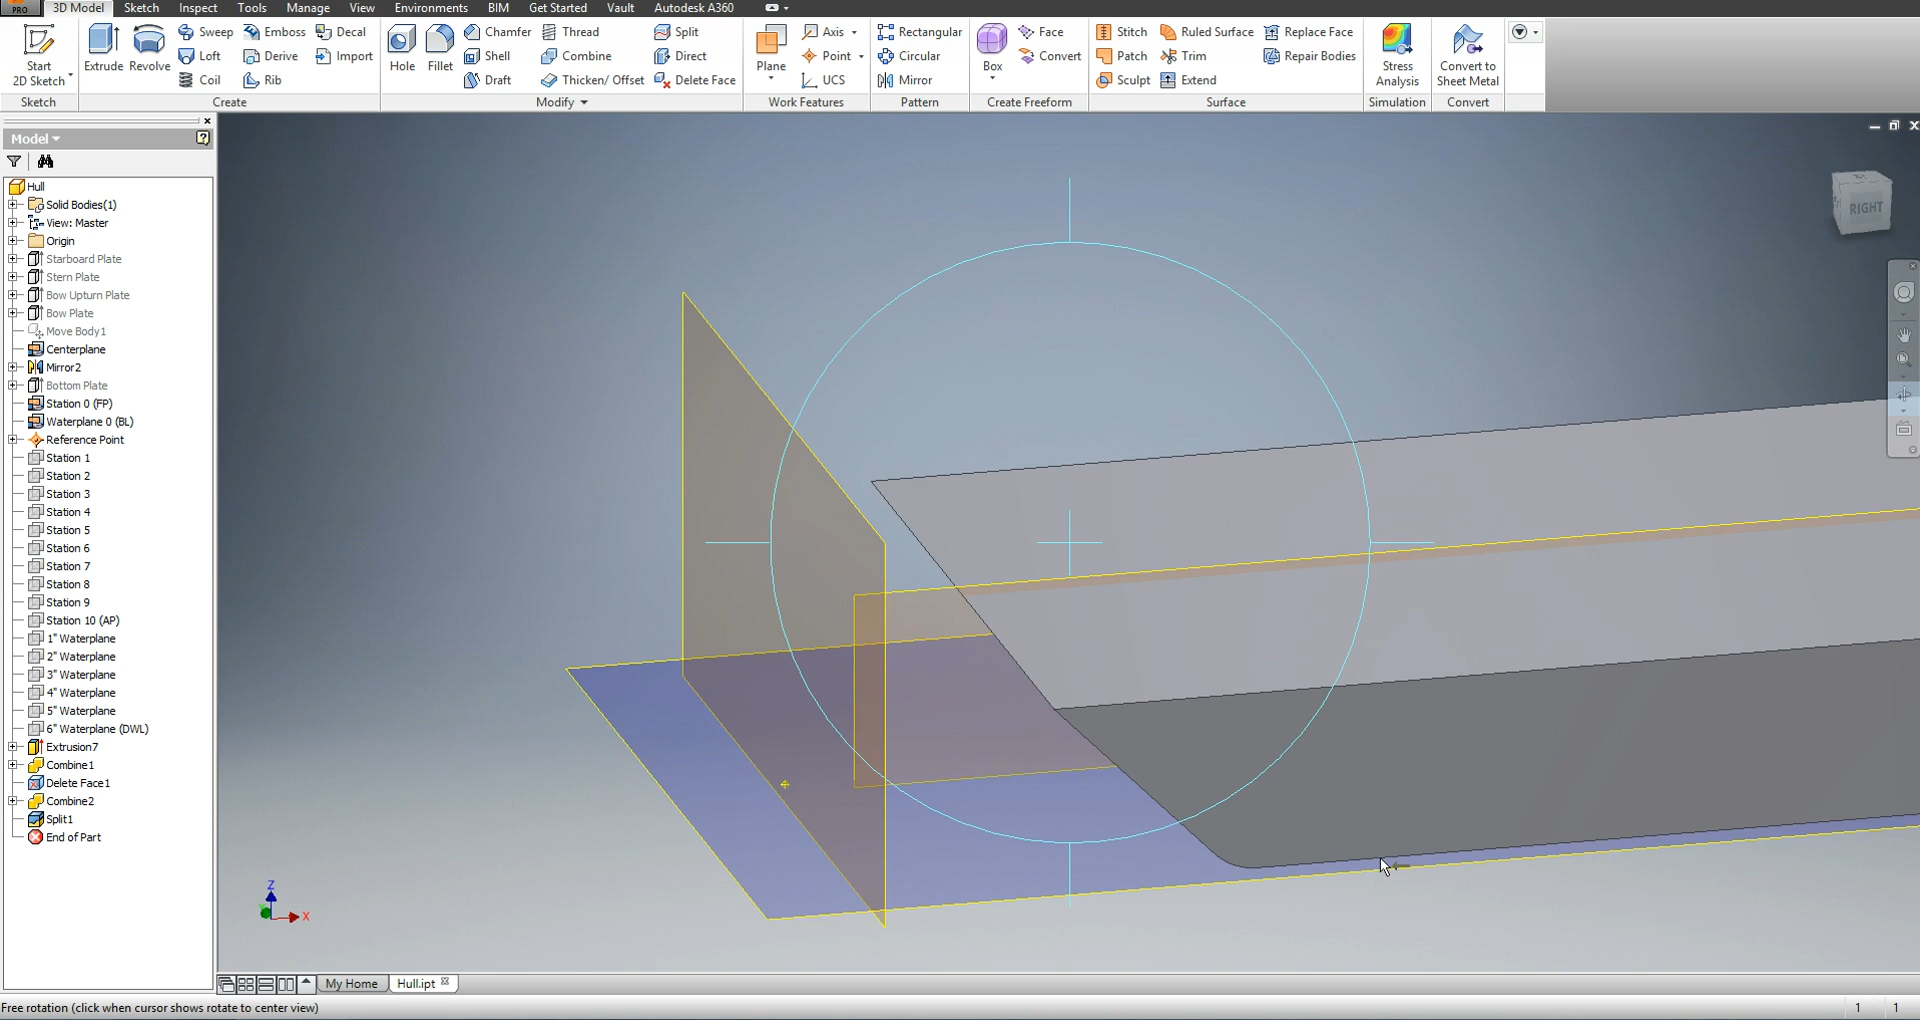 PRO 3D Model Sketch Inspect Tools Manage View Environments BIM Get Started Vault Autodesk A360
Start 2D Sketch
Extrude Revolve
Sweep Emboss Decal
Loft Derive Import
Coil Rib
Hole Fillet
Chamfer Thread Split
Shell Combine Direct
Draft Thicken/ Offset Delete Face
Plane
Axis
Point
UCS
Rectangular
Circular
Mirror
Box
Face
Convert
Stitch Ruled Surface Replace Face
Patch Trim Repair Bodies
Sculpt Extend
Stress Analysis
Convert to Sheet Metal
Sketch Create Modify Work Features Pattern Create Freeform Surface Simulation Convert
Model
Hull
Solid Bodies(1)
View: Master
Origin
Starboard Plate
Stern Plate
Bow Upturn Plate
Bow Plate
Move Body1
Centerplane
Mirror2
Bottom Plate
Station 0 (FP)
Waterplane 0 (BL)
Reference Point
Station 1
Station 2
Station 3
Station 4
Station 5
Station 6
Station 7
Station 8
Station 9
Station 10 (AP)
1" Waterplane
2" Waterplane
3" Waterplane
4" Waterplane
5" Waterplane
6" Waterplane (DWL)
Extrusion7
Combine1
Delete Face1
Combine2
Split1
End of Part
RIGHT
Z
X
My Home Hull.ipt
Free rotation (click when cursor shows rotate to center view) 1 1